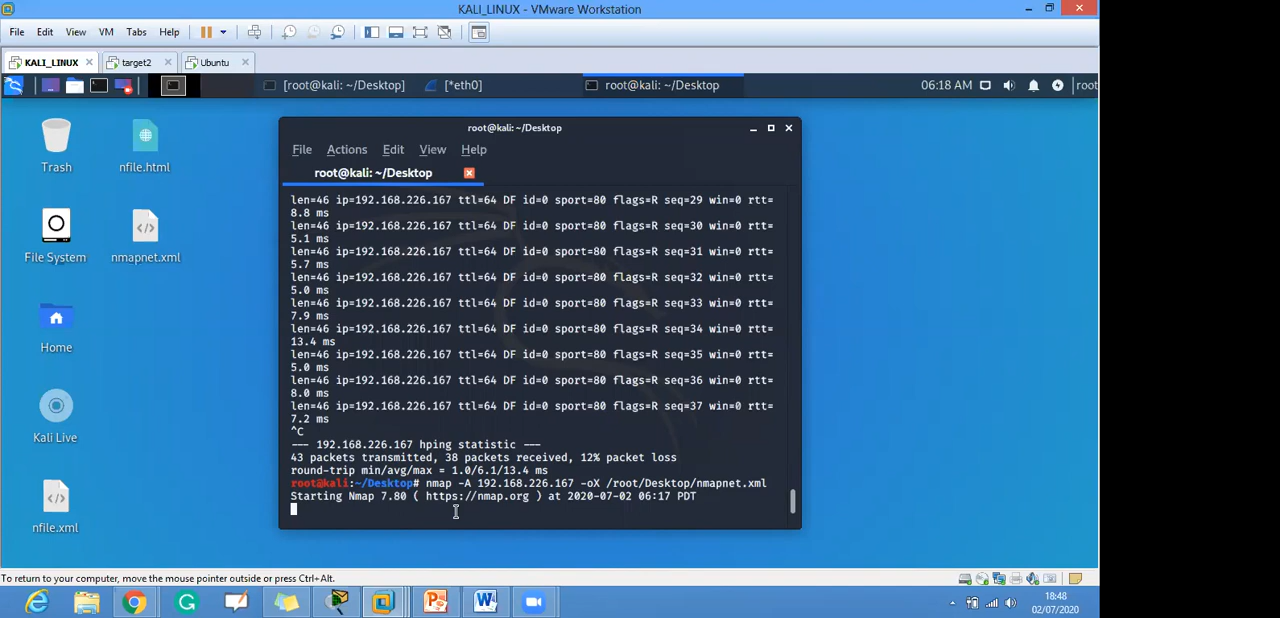 KALI_LINUX - VMware Workstation
File Edit View VM Tabs Help
KALI_LINUX target2 Ubuntu
[root@kali: ~/Desktop] [*eth0] root@kali: ~/Desktop 06:18 AM root
Trash
nfile.html
File System
nmapnet.xml
Home
Kali Live
nfile.xml
root@kali: ~/Desktop
File Actions Edit View Help
root@kali: ~/Desktop
len=46 ip=192.168.226.167 ttl=64 DF id=0 sport=80 flags=R seq=29 win=0 rtt=
8.8 ms
len=46 ip=192.168.226.167 ttl=64 DF id=0 sport=80 flags=R seq=30 win=0 rtt=
5.1 ms
len=46 ip=192.168.226.167 ttl=64 DF id=0 sport=80 flags=R seq=31 win=0 rtt=
5.7 ms
len=46 ip=192.168.226.167 ttl=64 DF id=0 sport=80 flags=R seq=32 win=0 rtt=
5.0 ms
len=46 ip=192.168.226.167 ttl=64 DF id=0 sport=80 flags=R seq=33 win=0 rtt=
7.9 ms
len=46 ip=192.168.226.167 ttl=64 DF id=0 sport=80 flags=R seq=34 win=0 rtt=
13.4 ms
len=46 ip=192.168.226.167 ttl=64 DF id=0 sport=80 flags=R seq=35 win=0 rtt=
5.0 ms
len=46 ip=192.168.226.167 ttl=64 DF id=0 sport=80 flags=R seq=36 win=0 rtt=
8.0 ms
len=46 ip=192.168.226.167 ttl=64 DF id=0 sport=80 flags=R seq=37 win=0 rtt=
7.2 ms
^C
--- 192.168.226.167 hping statistic ---
43 packets transmitted, 38 packets received, 12% packet loss
round-trip min/avg/max = 1.0/6.1/13.4 ms
root@kali:~/Desktop# nmap -A 192.168.226.167 -oX /root/Desktop/nmapnet.xml
Starting Nmap 7.80 ( https://nmap.org ) at 2020-07-02 06:17 PDT
To return to your computer, move the mouse pointer outside or press Ctrl+Alt.
18:48
02/07/2020